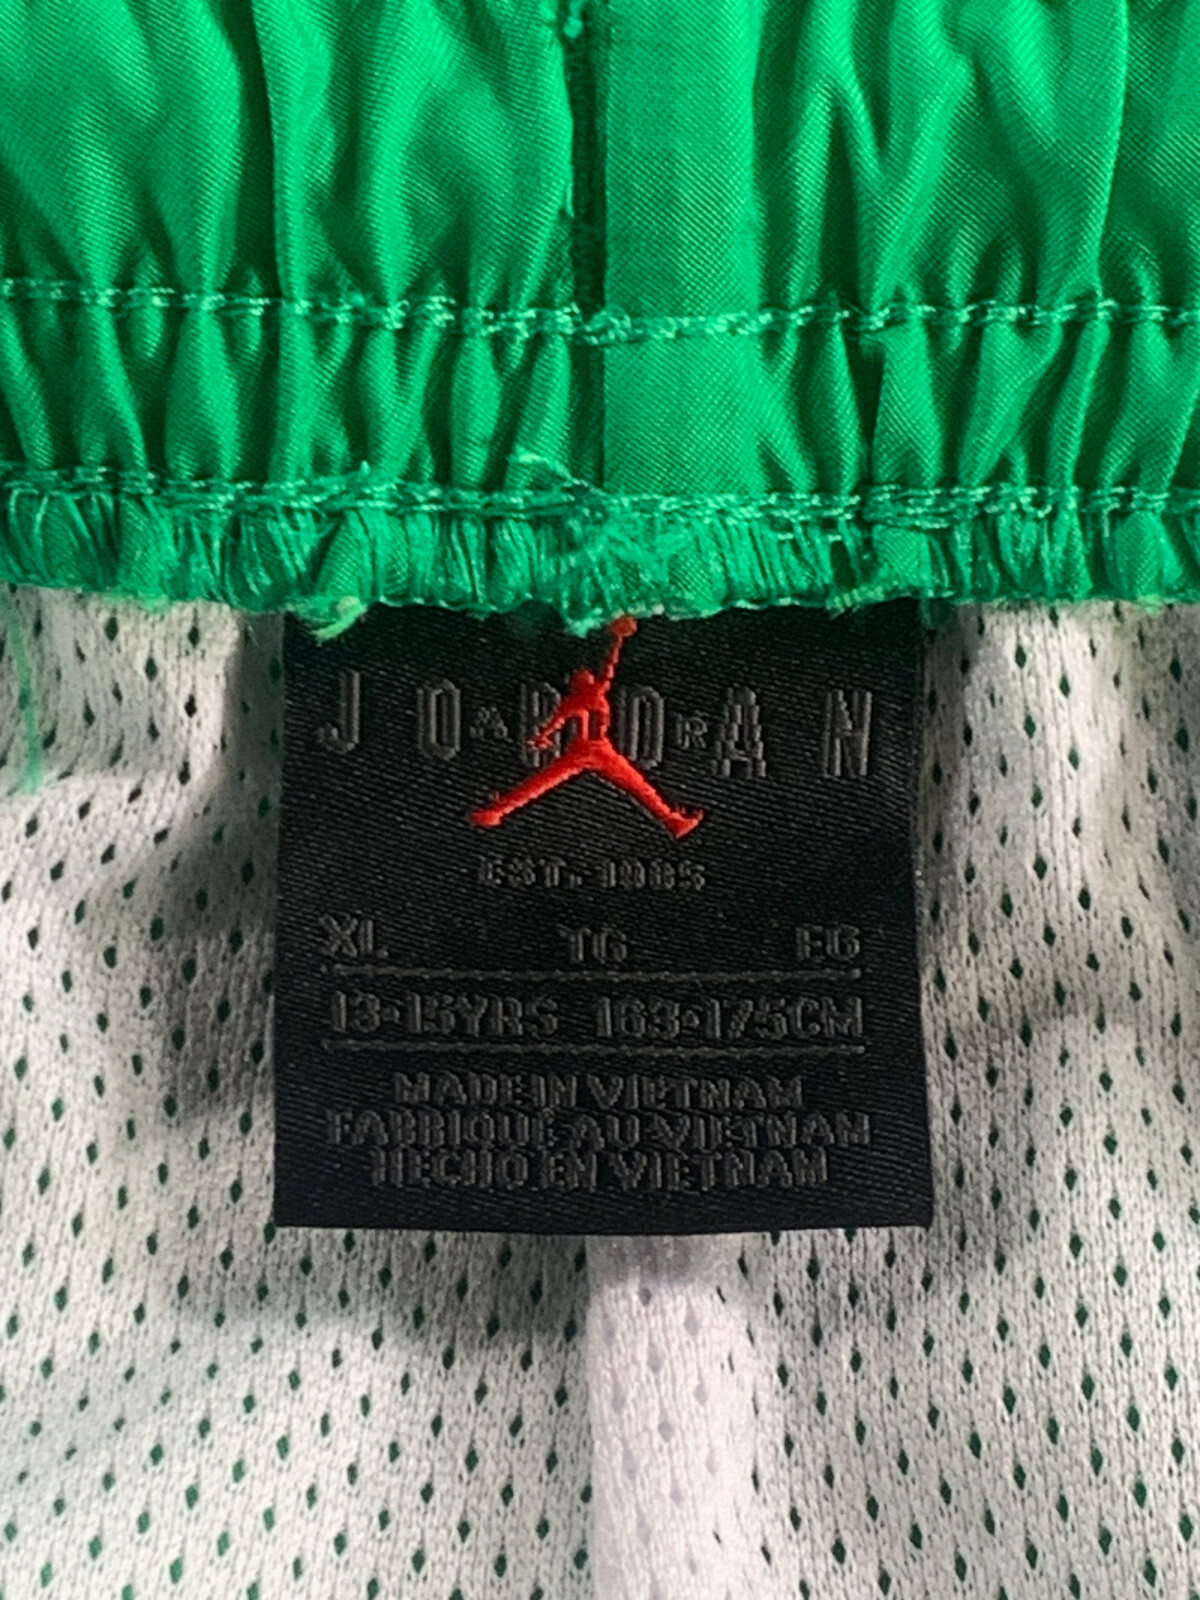 JORDAN
AIR
EST. 1985
XL TG EG
13-15YRS 163-175CM
MADE IN VIETNAM
FABRIQUÉ AU VIETNAM
HECHO EN VIETNAM